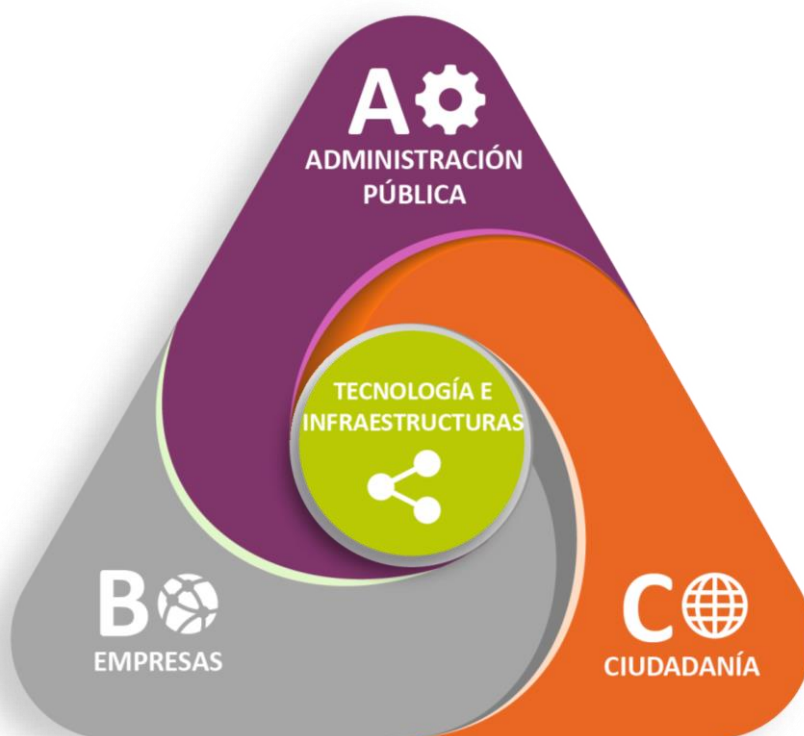 A
ADMINISTRACIÓN
PÚBLICA
TECNOLOGÍA E
INFRAESTRUCTURAS
B
EMPRESAS
C
CIUDADANÍA